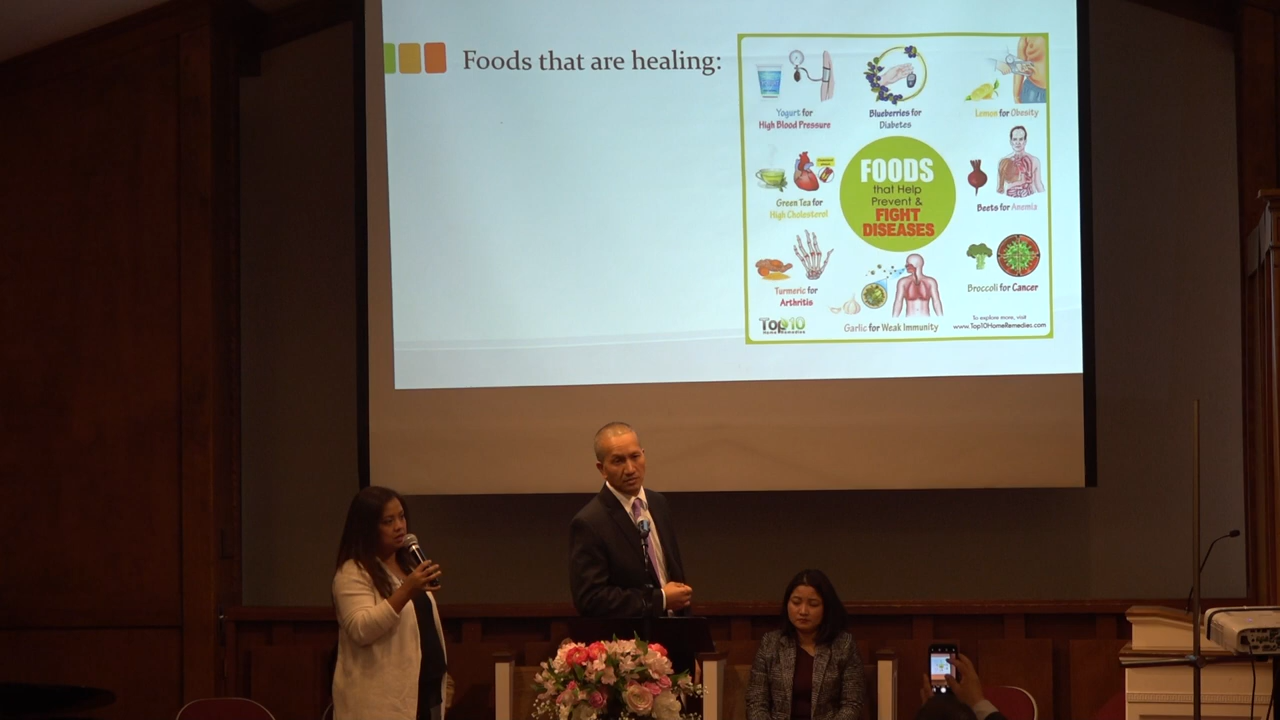 Foods that are healing:
Yogurt for
High Blood Pressure
Blueberries for
Diabetes
Lemon for Obesity
Green Tea for
High Cholesterol
FOODS
that Help
Prevent &
FIGHT
DISEASES
Beets for Anemia
Turmeric for
Arthritis
Garlic for Weak Immunity
Broccoli for Cancer
Top10
Home Remedies
To explore more, visit
www.Top10HomeRemedies.com